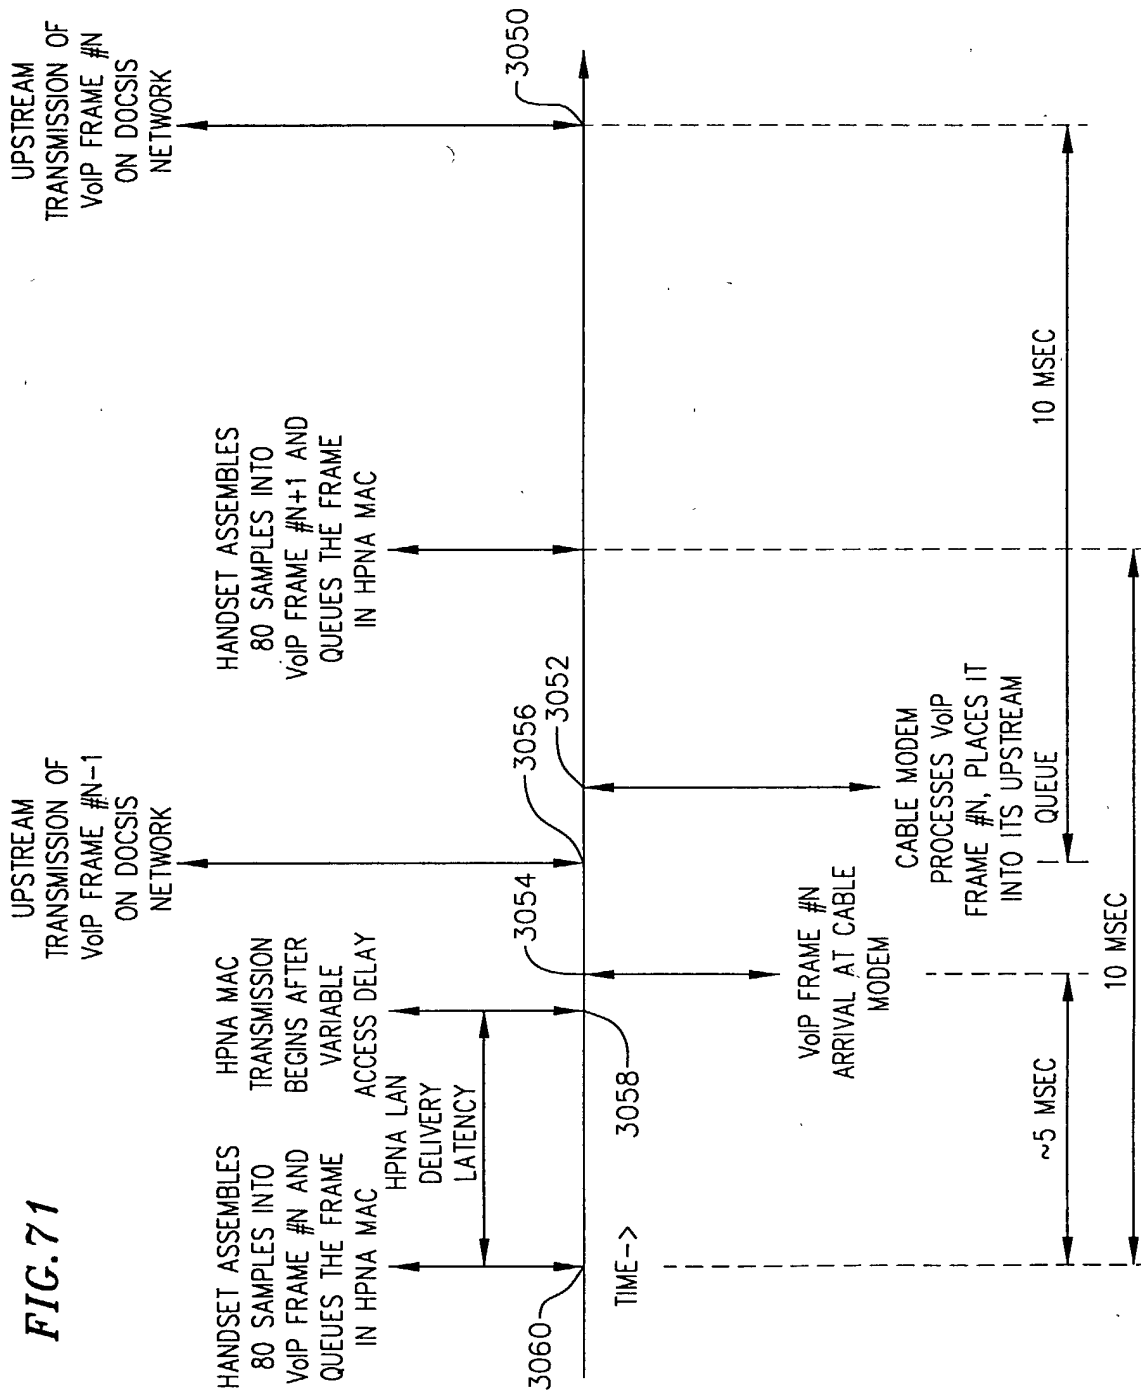 FIG.71
HANDSET ASSEMBLES
80 SAMPLES INTO
VoIP FRAME #N AND
QUEUES THE FRAME
IN HPNA MAC
HPNA LAN
DELIVERY
LATENCY
HPNA MAC
TRANSMISSION
BEGINS AFTER
VARIABLE
ACCESS DELAY
UPSTREAM
TRANSMISSION OF
VoIP FRAME #N-1
ON DOCSIS
NETWORK
HANDSET ASSEMBLES
80 SAMPLES INTO
VoIP FRAME #N+1 AND
QUEUES THE FRAME
IN HPNA MAC
UPSTREAM
TRANSMISSION OF
VoIP FRAME #N
ON DOCSIS
NETWORK
3060
3058
3054
3056
3052
3050
TIME->
VoIP FRAME #N
ARRIVAL AT CABLE
MODEM
CABLE MODEM
PROCESSES VoIP
FRAME #N, PLACES IT
INTO ITS UPSTREAM
QUEUE
~5 MSEC
10 MSEC
10 MSEC